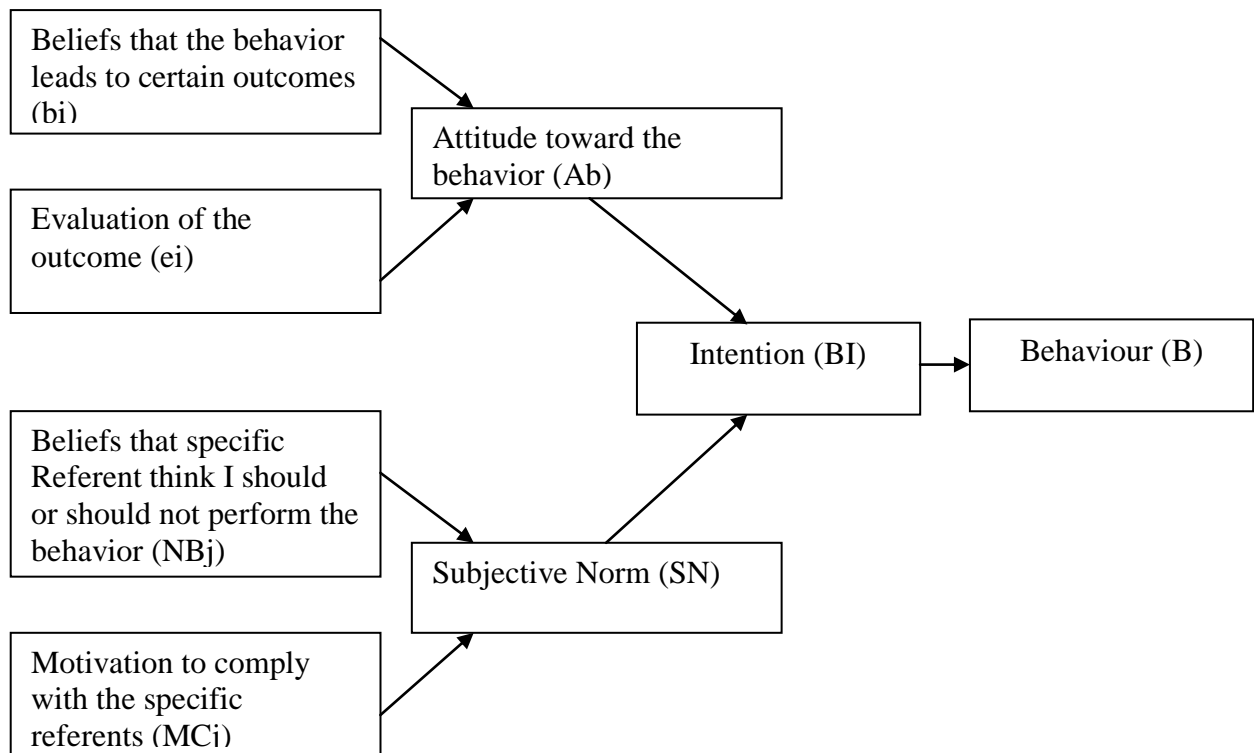 Beliefs that the behavior
leads to certain outcomes
(bi)
Attitude toward the
behavior (Ab)
Evaluation of the
outcome (ei)
Intention (BI)
Behaviour (B)
Beliefs that specific
Referent think I should
or should not perform the
behavior (NBj)
Subjective Norm (SN)
Motivation to comply
with the specific
referents (MCj)